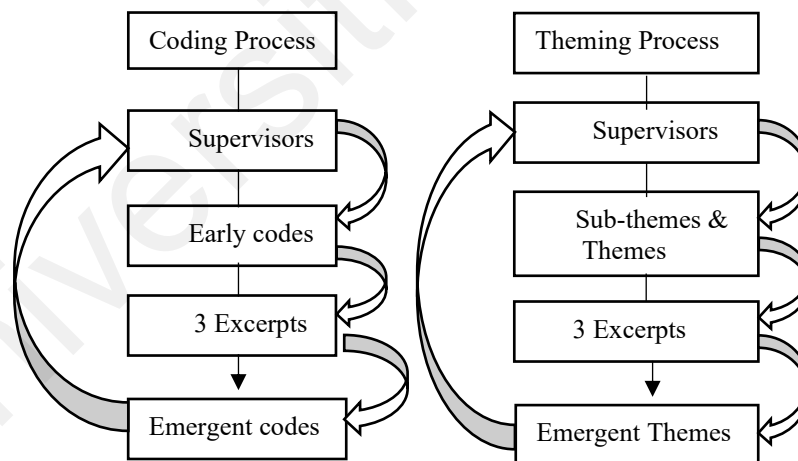 Coding Process
Supervisors
Early codes
3 Excerpts
Emergent codes
Theming Process
Supervisors
Sub-themes &
Themes
3 Excerpts
Emergent Themes